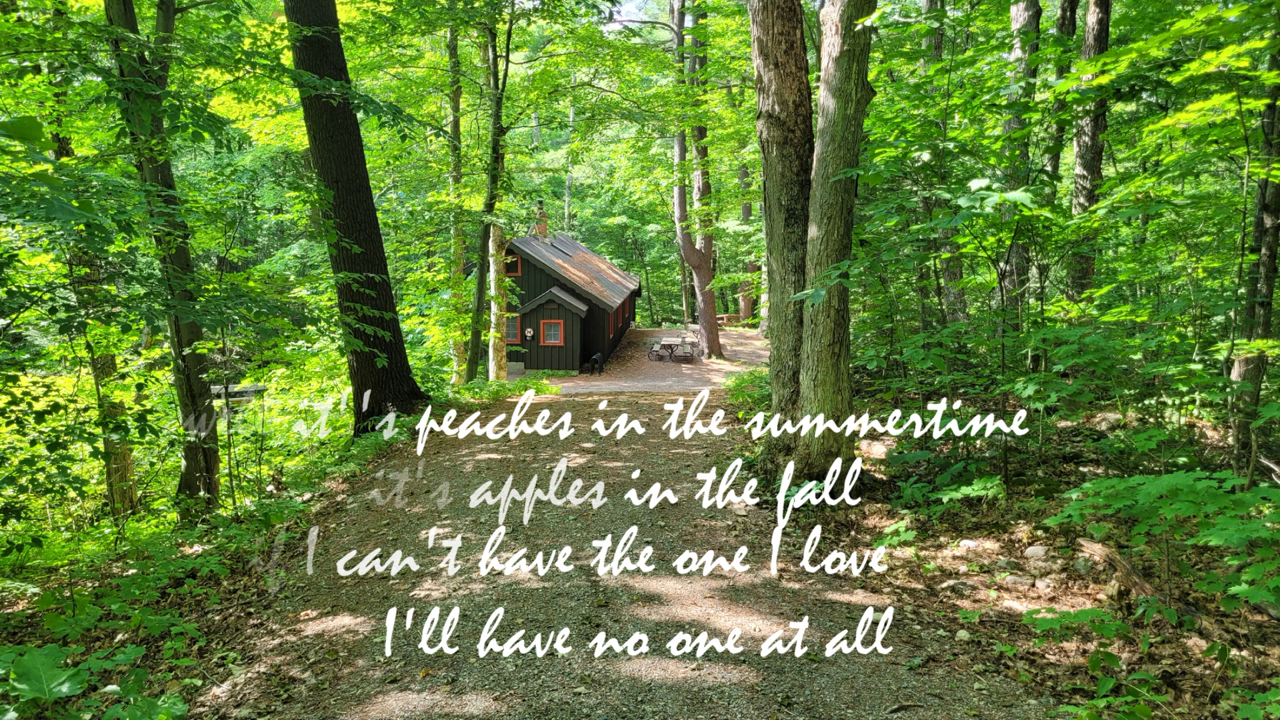 it's peaches in the summertime
it's apples in the fall
if I can't have the one I love
I'll have no one at all